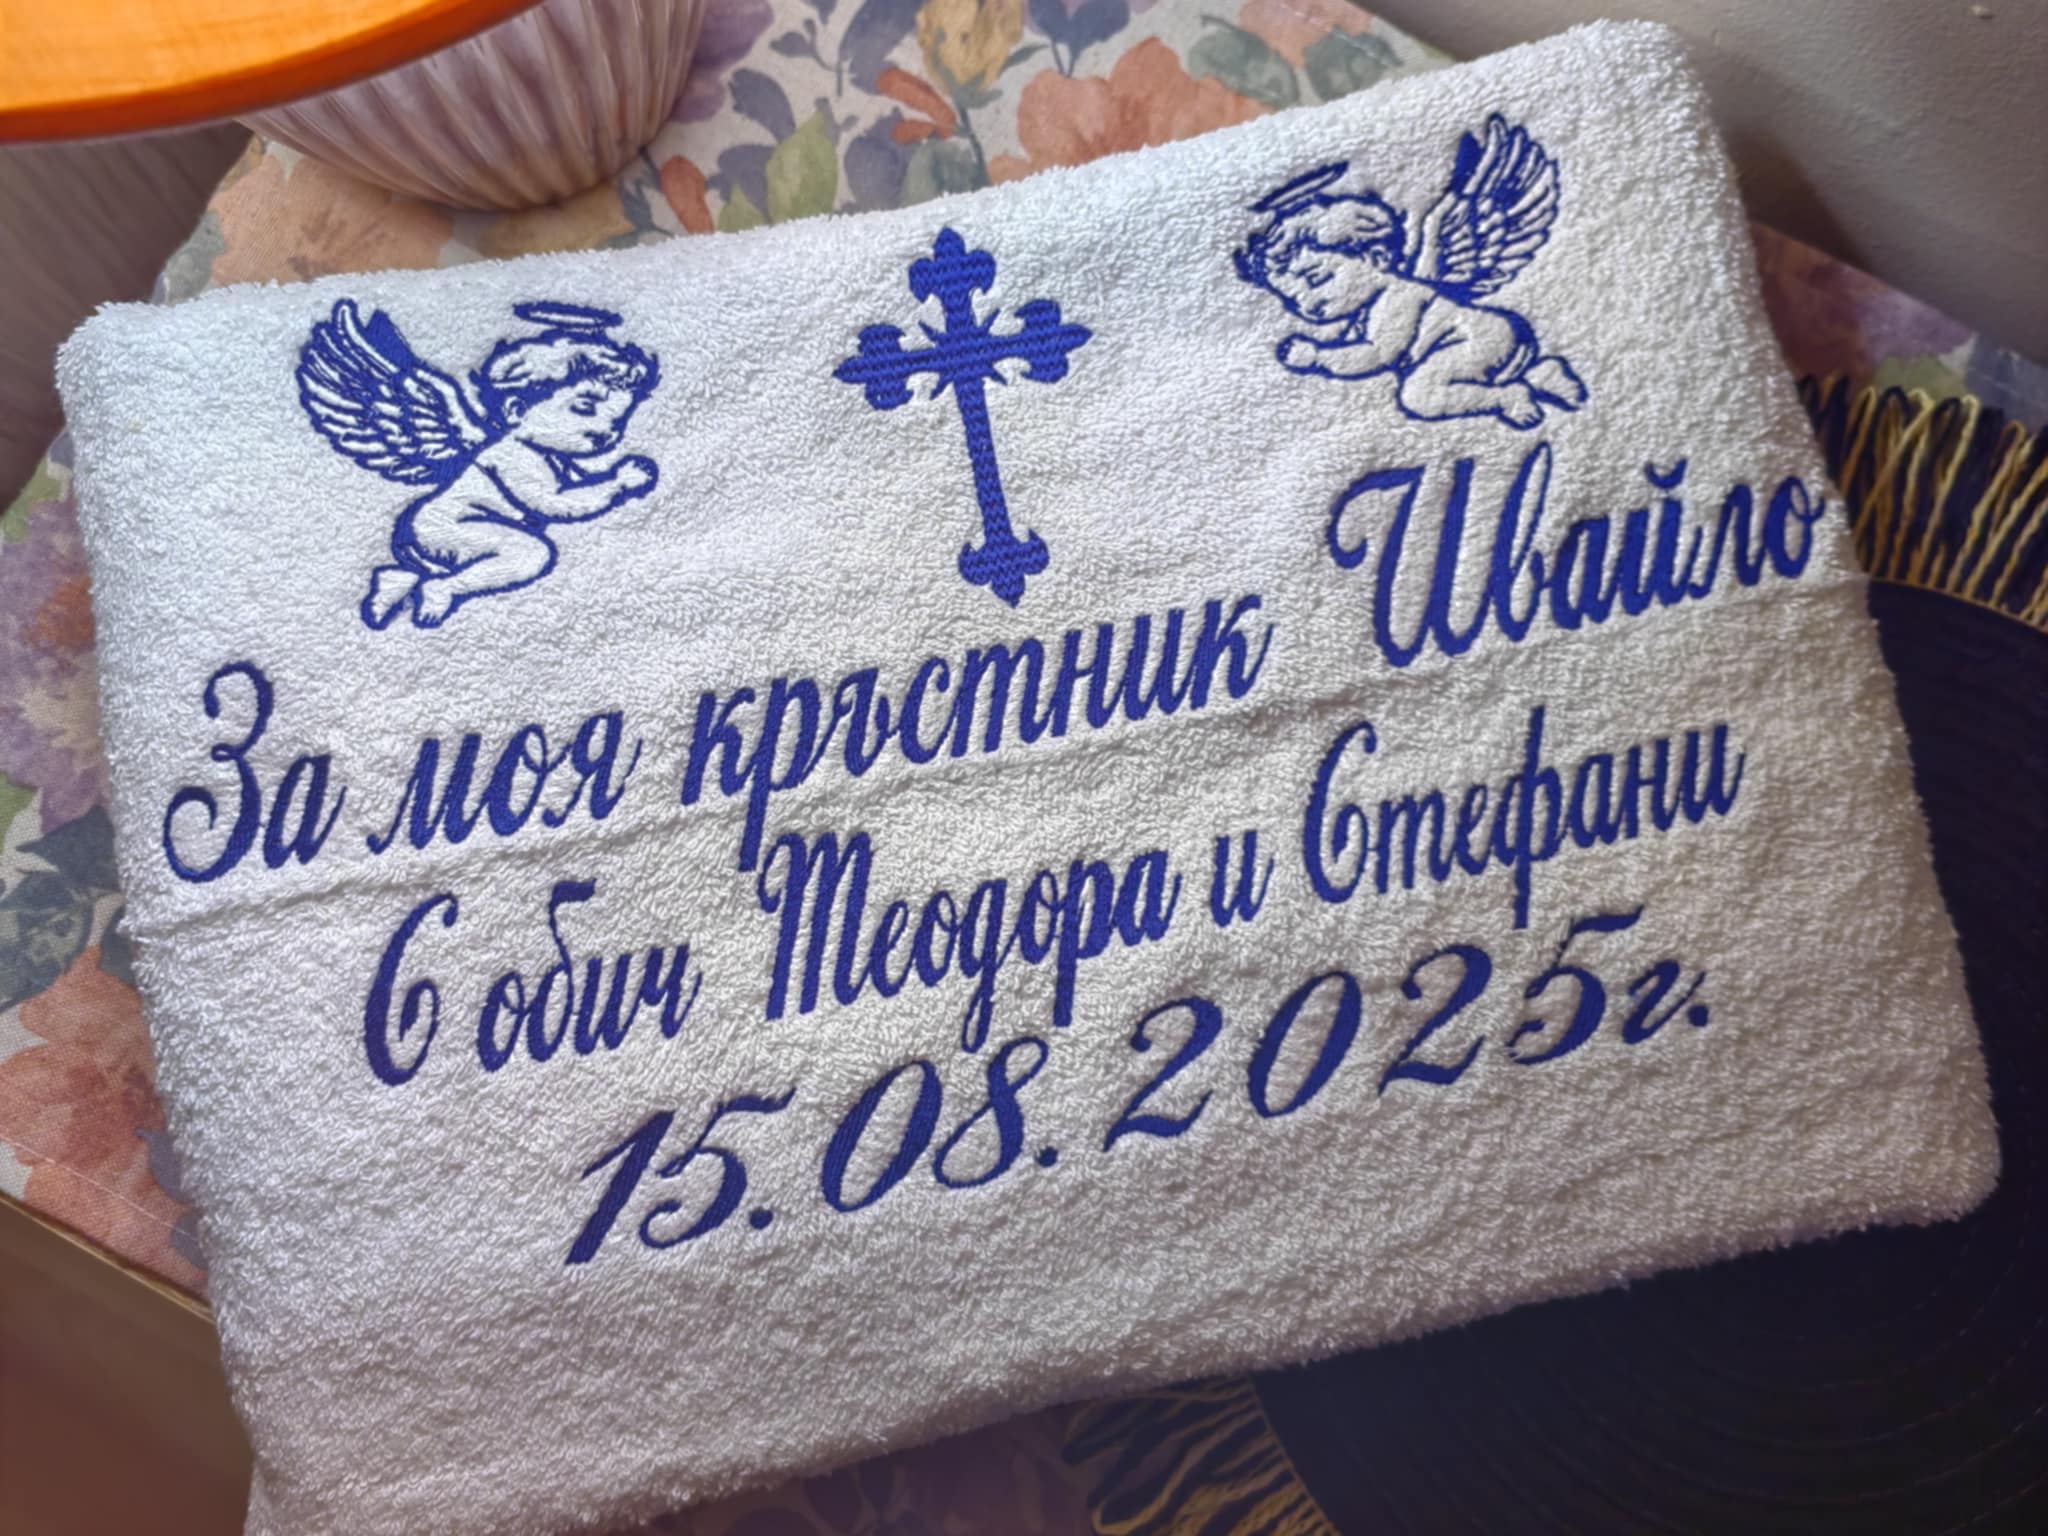 За моя кръстник Ивайло
С обич Теодора и Стефани
15.08.2025г.